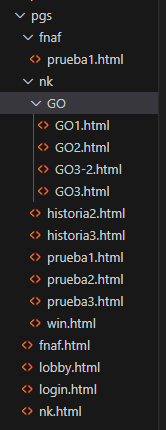 pgs
fnaf
prueba1.html
nk
GO
GO1.html
GO2.html
GO3-2.html
GO3.html
historia2.html
historia3.html
prueba1.html
prueba2.html
prueba3.html
win.html
fnaf.html
lobby.html
login.html
nk.html